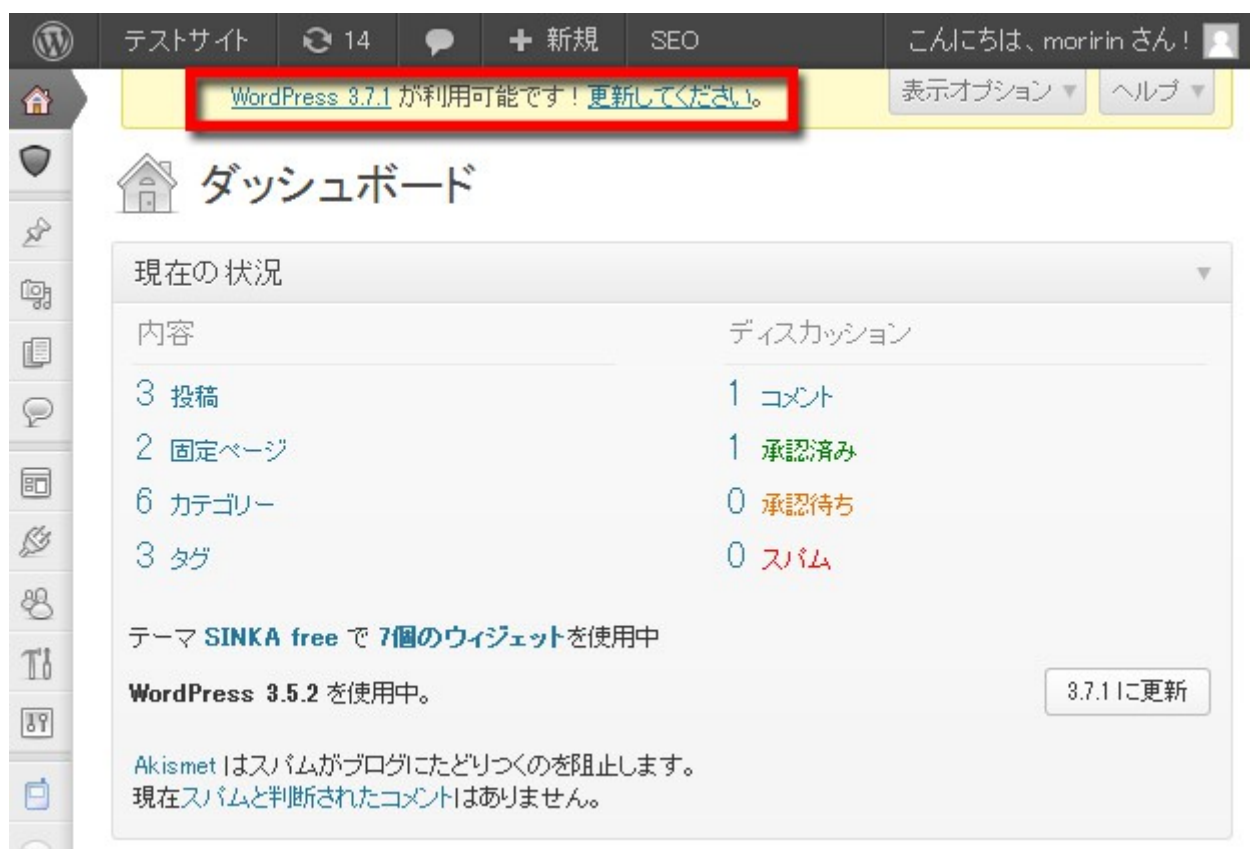 テストサイト 14 新規 SEO こんにちは、moririn さん!
WordPress 3.7.1 が利用可能です!更新してください。
表示オプション ヘルプ
ダッシュボード
現在の状況
内容
ディスカッション
3 投稿
1 コメント
2 固定ページ
1 承認済み
6 カテゴリー
0 承認待ち
3 タグ
0 スパム
テーマ SINKA free で 7個のウィジェットを使用中
WordPress 3.5.2 を使用中。
3.7.1 に更新
Akismet はスパムがブログにたどりつくのを阻止します。
現在スパムと判断されたコメントはありません。